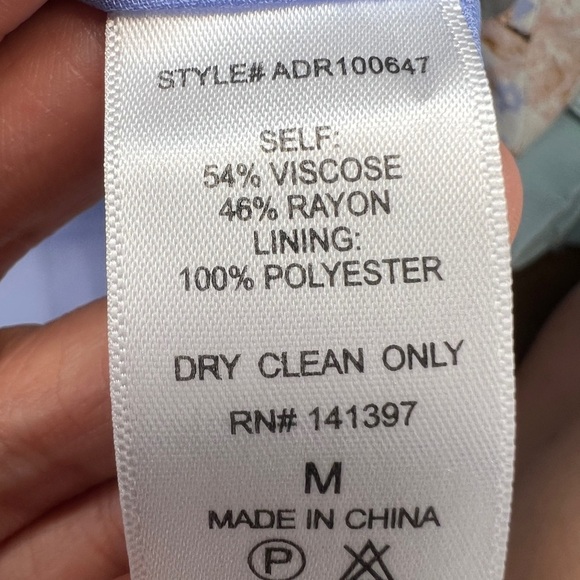 STYLE# ADR100647
SELF:
54% VISCOSE
46% RAYON
LINING:
100% POLYESTER
DRY CLEAN ONLY
RN# 141397
M
MADE IN CHINA
P